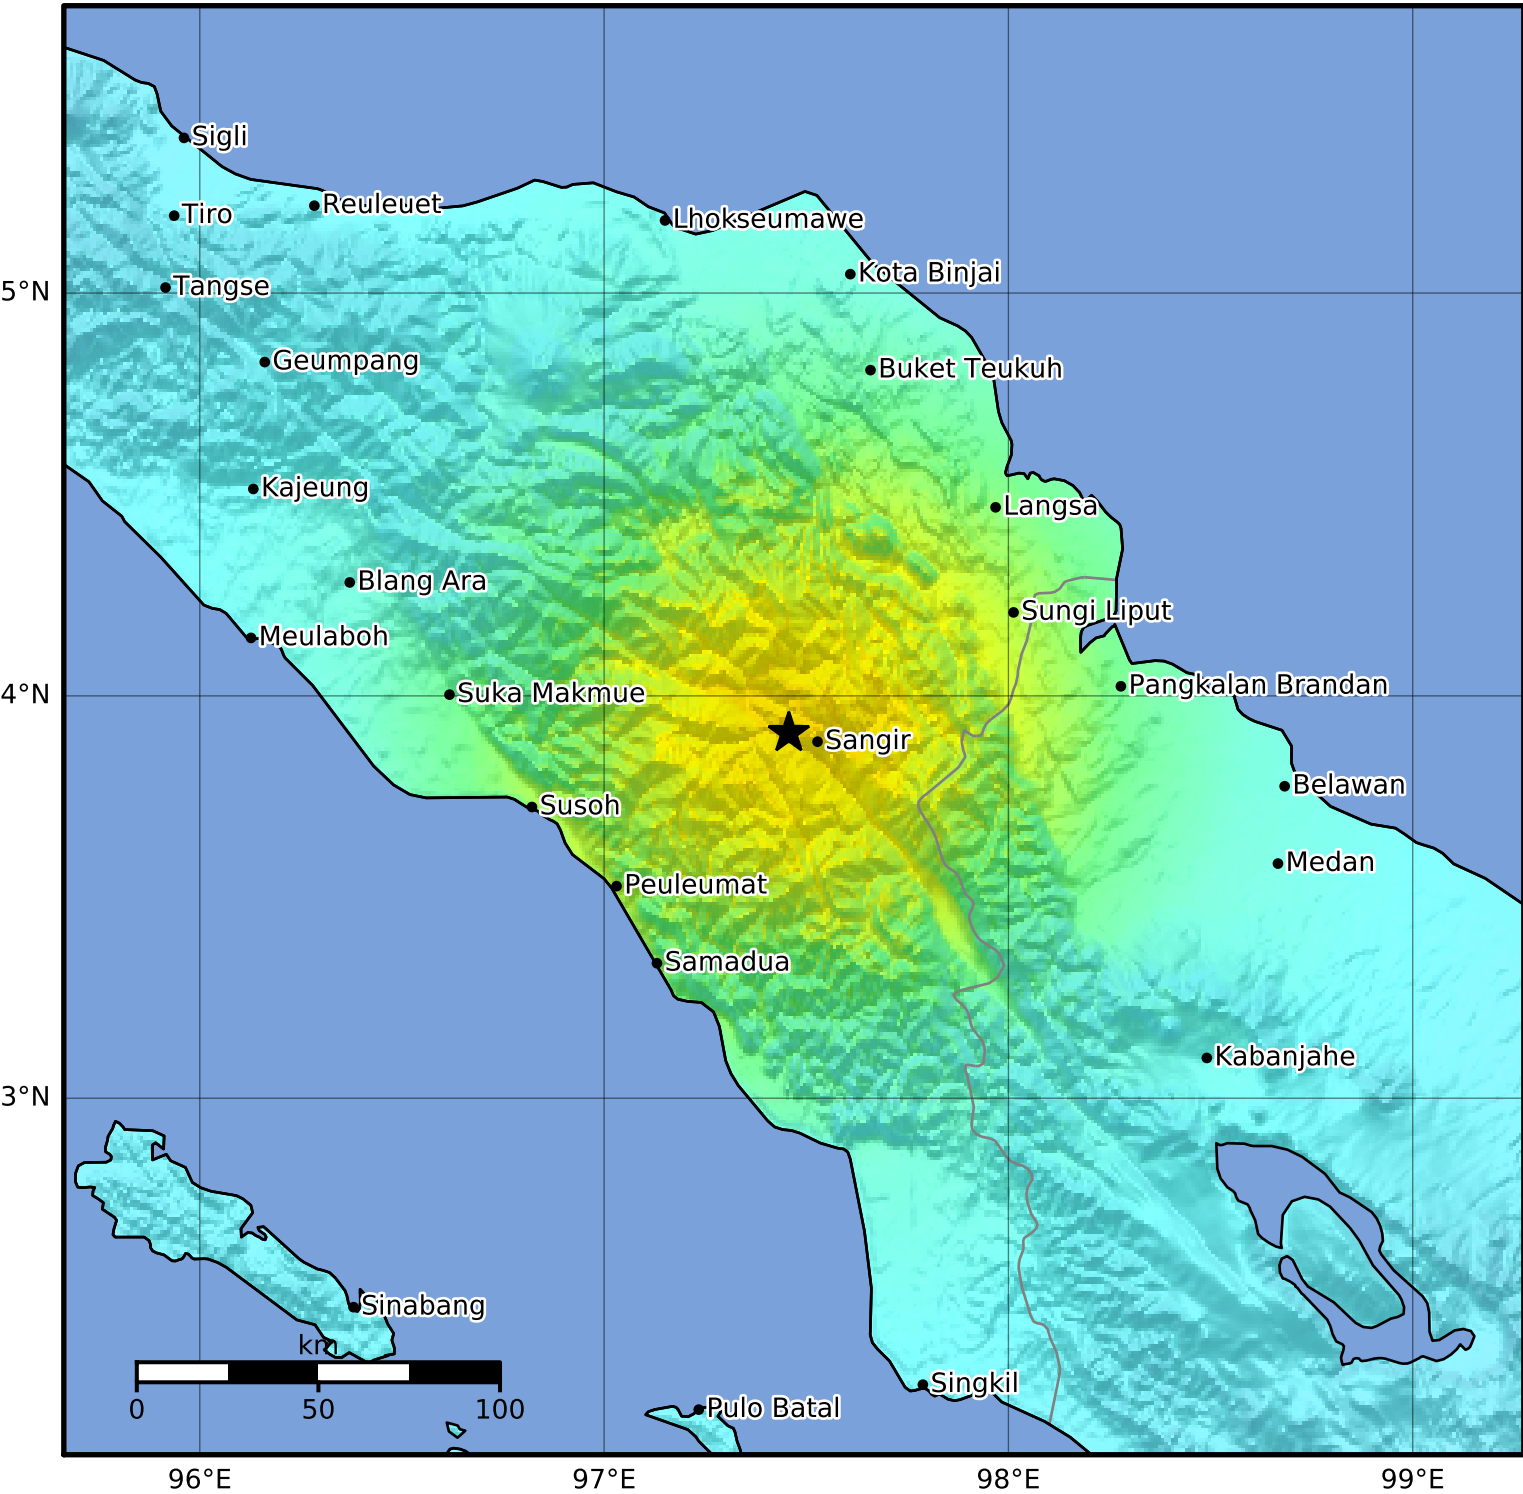 Sigli
Tiro
Reuleuet
Lhokseumawe
Kota Binjai
Tangse
5°N
Geumpang
Buket Teukuh
Kajeung
Langsa
Blang Ara
Sungi Liput
Meulaboh
Pangkalan Brandan
4°N
Suka Makmue
Sangir
Belawan
Susoh
Medan
Peuleumat
Samadua
Kabanjahe
3°N
Sinabang
km
Singkil
0 50 100
Pulo Batal
96°E 97°E 98°E 99°E